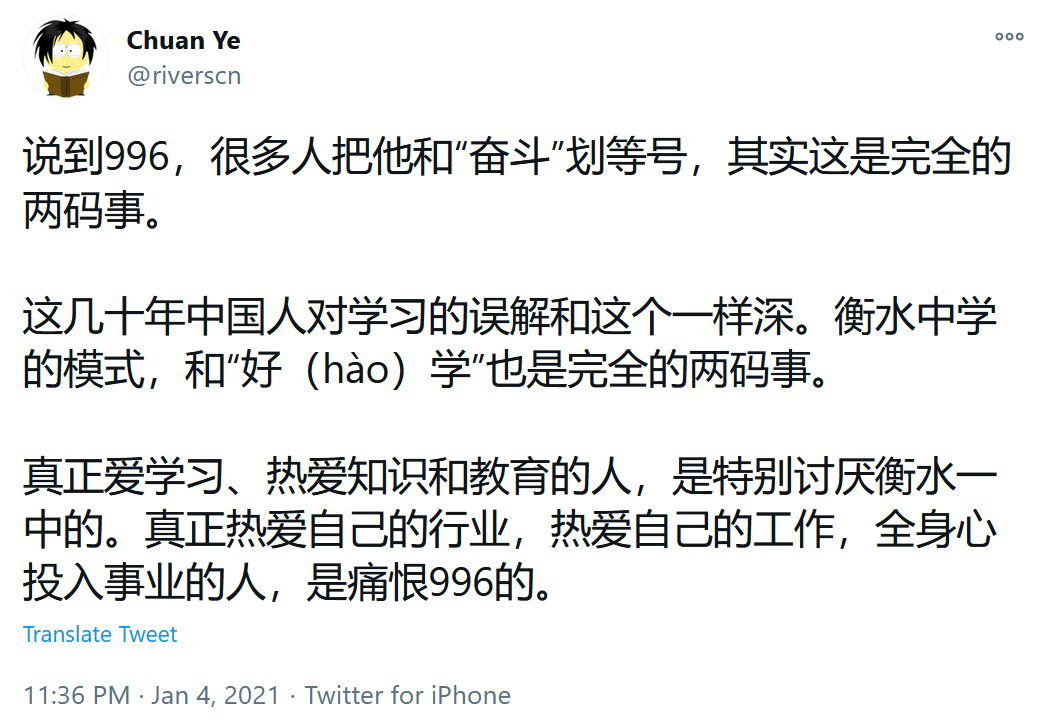 Chuan Ye
@riverscn
说到996，很多人把他和“奋斗”划等号，其实这是完全的
两码事。
这几十年中国人对学习的误解和这个一样深。衡水中学
的模式，和“好（hào）学”也是完全的两码事。
真正爱学习、热爱知识和教育的人，是特别讨厌衡水一
中的。真正热爱自己的行业，热爱自己的工作，全身心
投入事业的人，是痛恨996的。
Translate Tweet
11:36 PM · Jan 4, 2021 · Twitter for iPhone